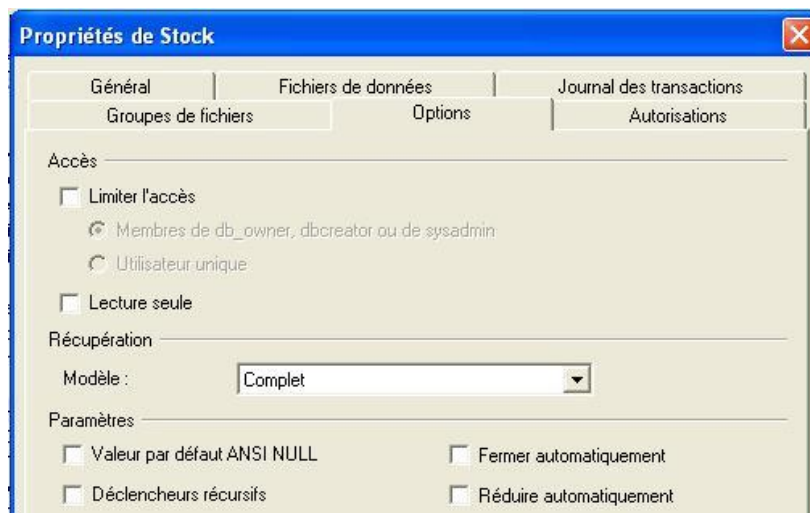 Propriétés de Stock
Général Fichiers de données Journal des transactions
Groupes de fichiers Options Autorisations
Accès
Limiter l'accès
Membres de db_owner, dbcreator ou de sysadmin
Utilisateur unique
Lecture seule
Récupération
Modèle : Complet
Paramètres
Valeur par défaut ANSI NULL Fermer automatiquement
Déclencheurs récursifs Réduire automatiquement